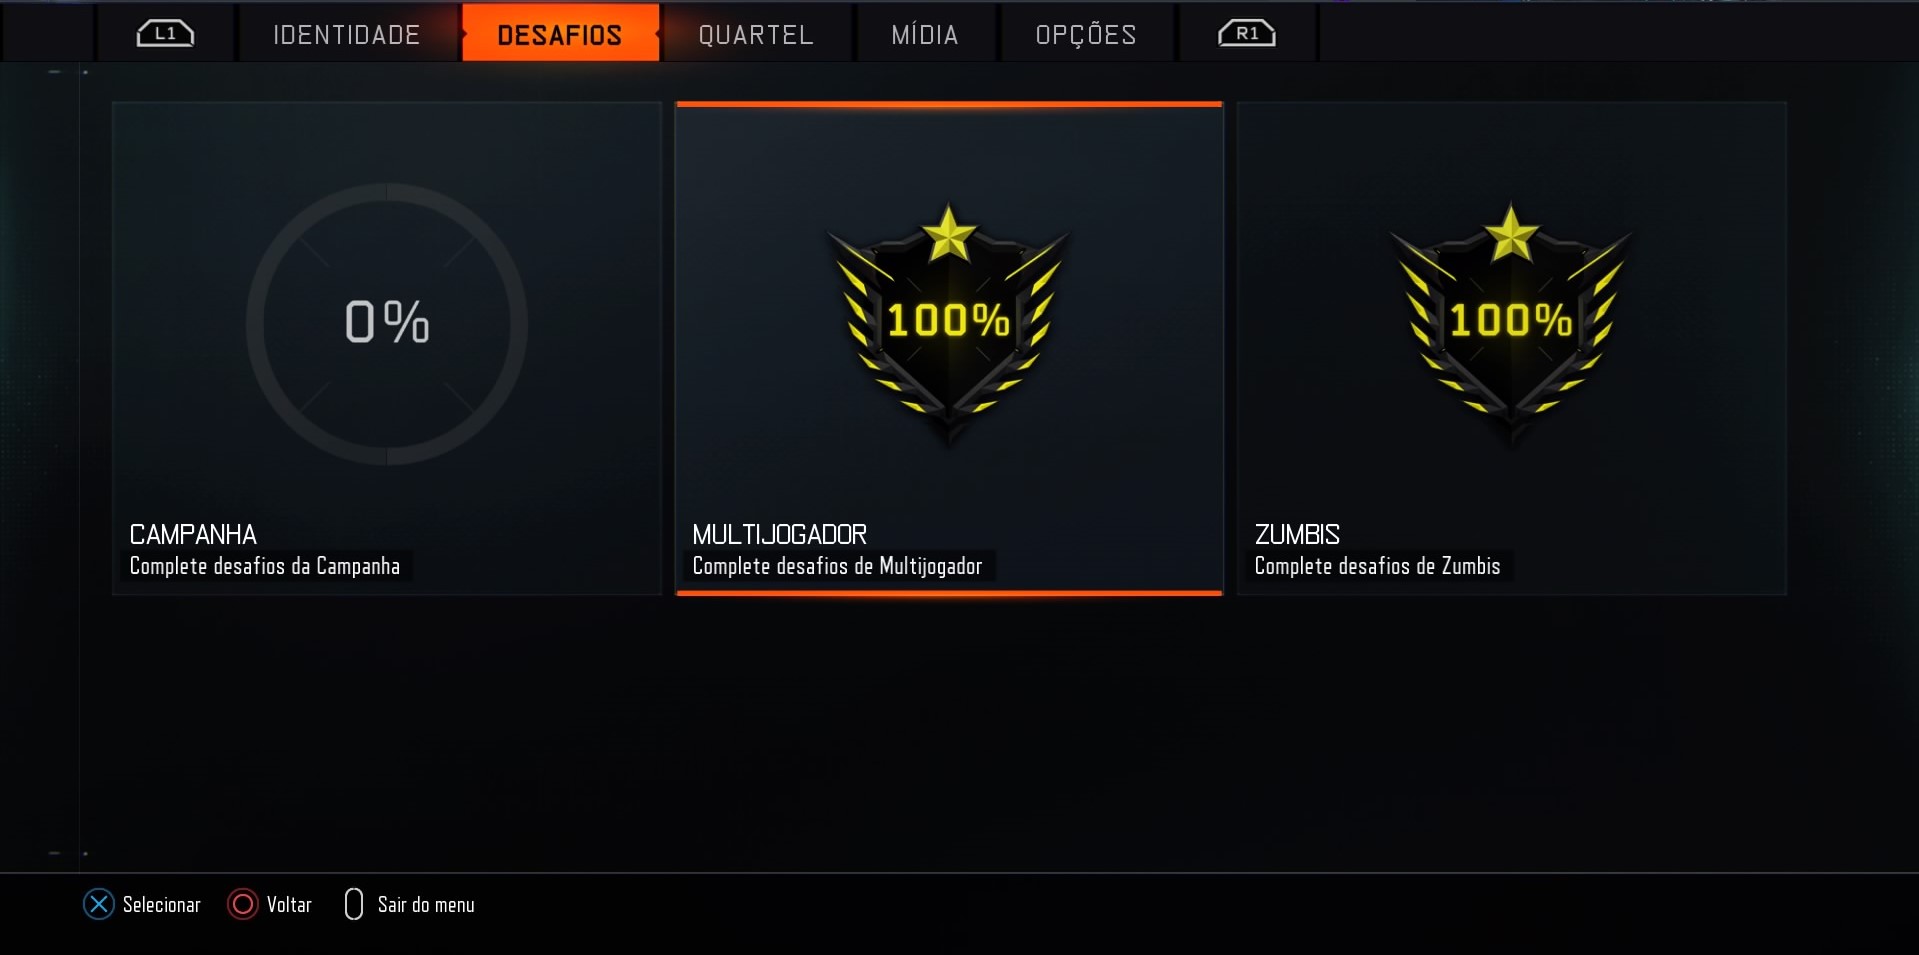 L1 IDENTIDADE DESAFIOS QUARTEL MÍDIA OPÇÕES R1
0%
100%
100%
CAMPANHA
Complete desafios da Campanha
MULTIJOGADOR
Complete desafios de Multijogador
ZUMBIS
Complete desafios de Zumbis
Selecionar Voltar Sair do menu